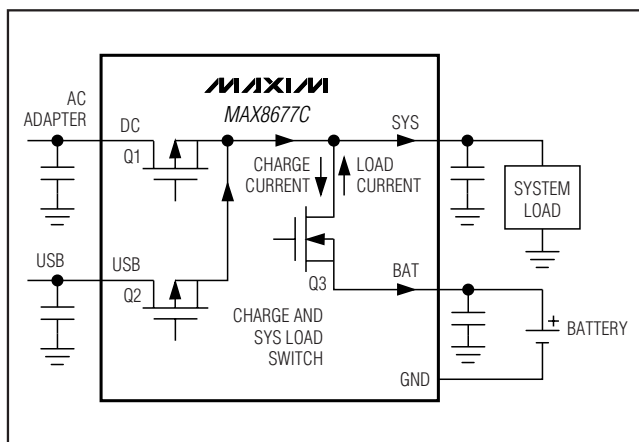 MAXIM
MAX8677C
AC
ADAPTER
DC
Q1
SYS
CHARGE
CURRENT
LOAD
CURRENT
SYSTEM
LOAD
USB
USB
Q2
Q3
BAT
CHARGE AND
SYS LOAD
SWITCH
+
BATTERY
GND